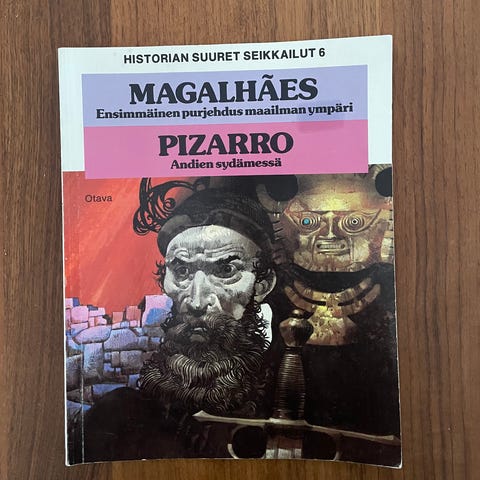 HISTORIAN SUURET SEIKKAILUT 6
MAGALHÃES
Ensimmäinen purjehdus maailman ympäri
PIZARRO
Andien sydämessä
Otava